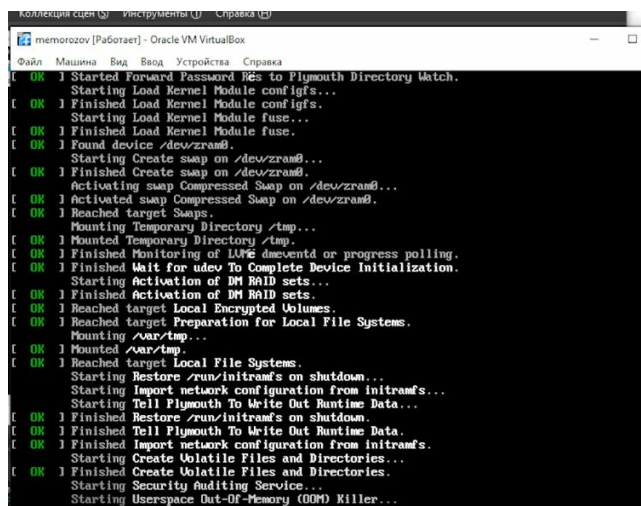 Коллекция сцен (S) Инструменты (T) Справка (H)
memorozov [Работает] - Oracle VM VirtualBox
Файл Машина Вид Ввод Устройства Справка
[ OK ] Started Forward Password Rёs to Plymouth Directory Watch.
Starting Load Kernel Module configfs...
[ OK ] Finished Load Kernel Module configfs.
Starting Load Kernel Module fuse...
[ OK ] Finished Load Kernel Module fuse.
[ OK ] Found device /dev/zram0.
Starting Create swap on /dev/zram0...
[ OK ] Finished Create swap on /dev/zram0.
Activating swap Compressed Swap on /dev/zram0...
[ OK ] Activated swap Compressed Swap on /dev/zram0.
[ OK ] Reached target Swaps.
Mounting Temporary Directory /tmp...
[ OK ] Mounted Temporary Directory /tmp.
[ OK ] Finished Monitoring of LVMё dmeventd or progress polling.
[ OK ] Finished Wait for udev To Complete Device Initialization.
Starting Activation of DM RAID sets...
[ OK ] Finished Activation of DM RAID sets.
[ OK ] Reached target Local Encrypted Volumes.
[ OK ] Reached target Preparation for Local File Systems.
Mounting /var/tmp...
[ OK ] Mounted /var/tmp.
[ OK ] Reached target Local File Systems.
Starting Restore /run/initramfs on shutdown...
Starting Import network configuration from initramfs...
Starting Tell Plymouth To Write Out Runtime Data...
[ OK ] Finished Restore /run/initramfs on shutdown.
[ OK ] Finished Tell Plymouth To Write Out Runtime Data.
[ OK ] Finished Import network configuration from initramfs.
Starting Create Volatile Files and Directories...
[ OK ] Finished Create Volatile Files and Directories.
Starting Security Auditing Service...
Starting Userspace Out-Of-Memory (OOM) Killer...